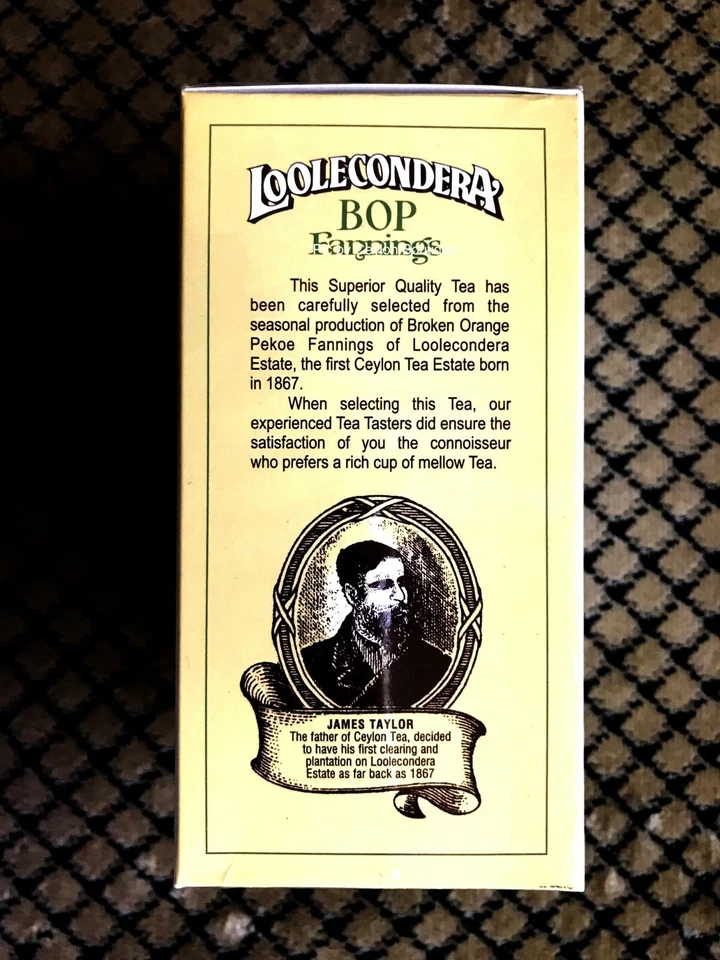 LOOLECONDERA
BOP
Fannings
This Superior Quality Tea has
been carefully selected from the
seasonal production of Broken Orange
Pekoe Fannings of Loolecondera
Estate, the first Ceylon Tea Estate born
in 1867.
When selecting this Tea, our
experienced Tea Tasters did ensure the
satisfaction of you the connoisseur
who prefers a rich cup of mellow Tea.
JAMES TAYLOR
The father of Ceylon Tea, decided
to have his first clearing and
plantation on Loolecondera
Estate as far back as 1867